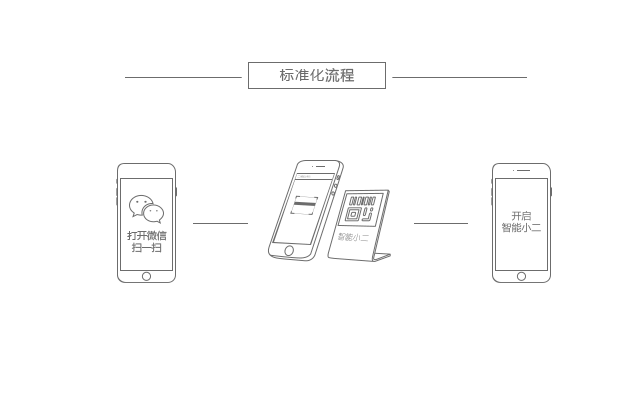 标准化流程
打开微信
扫一扫
智能小二
开启
智能小二